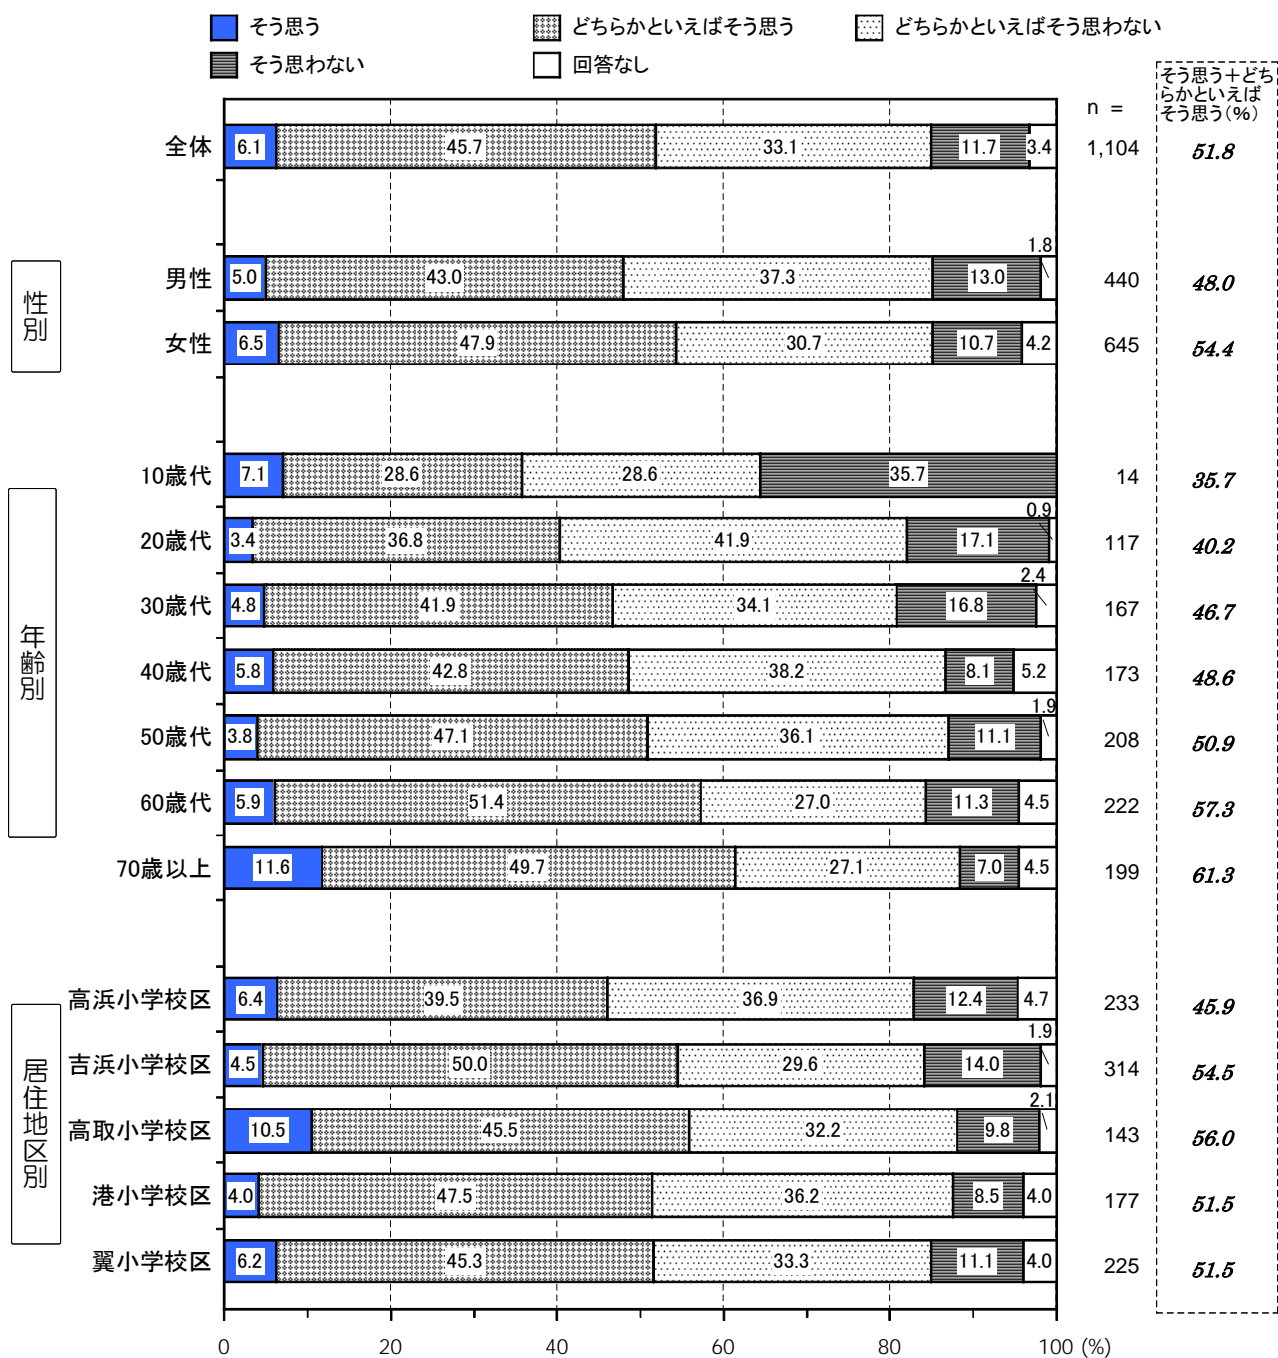 そう思う どちらかといえばそう思う どちらかといえばそう思わない
そう思わない 回答なし
n = そう思う＋どち
らかといえば
そう思う(%)
全体 6.1 45.7 33.1 11.7 3.4 1,104 51.8
1.8
性別
男性 5.0 43.0 37.3 13.0 440 48.0
女性 6.5 47.9 30.7 10.7 4.2 645 54.4
年齢別
10歳代 7.1 28.6 28.6 35.7 14 35.7
0.9
20歳代 3.4 36.8 41.9 17.1 117 40.2
2.4
30歳代 4.8 41.9 34.1 16.8 167 46.7
40歳代 5.8 42.8 38.2 8.1 5.2 173 48.6
1.9
50歳代 3.8 47.1 36.1 11.1 208 50.9
60歳代 5.9 51.4 27.0 11.3 4.5 222 57.3
70歳以上 11.6 49.7 27.1 7.0 4.5 199 61.3
居住地区別
高浜小学校区 6.4 39.5 36.9 12.4 4.7 233 45.9
1.9
吉浜小学校区 4.5 50.0 29.6 14.0 314 54.5
2.1
高取小学校区 10.5 45.5 32.2 9.8 143 56.0
港小学校区 4.0 47.5 36.2 8.5 4.0 177 51.5
翼小学校区 6.2 45.3 33.3 11.1 4.0 225 51.5
0 20 40 60 80 100 (%)